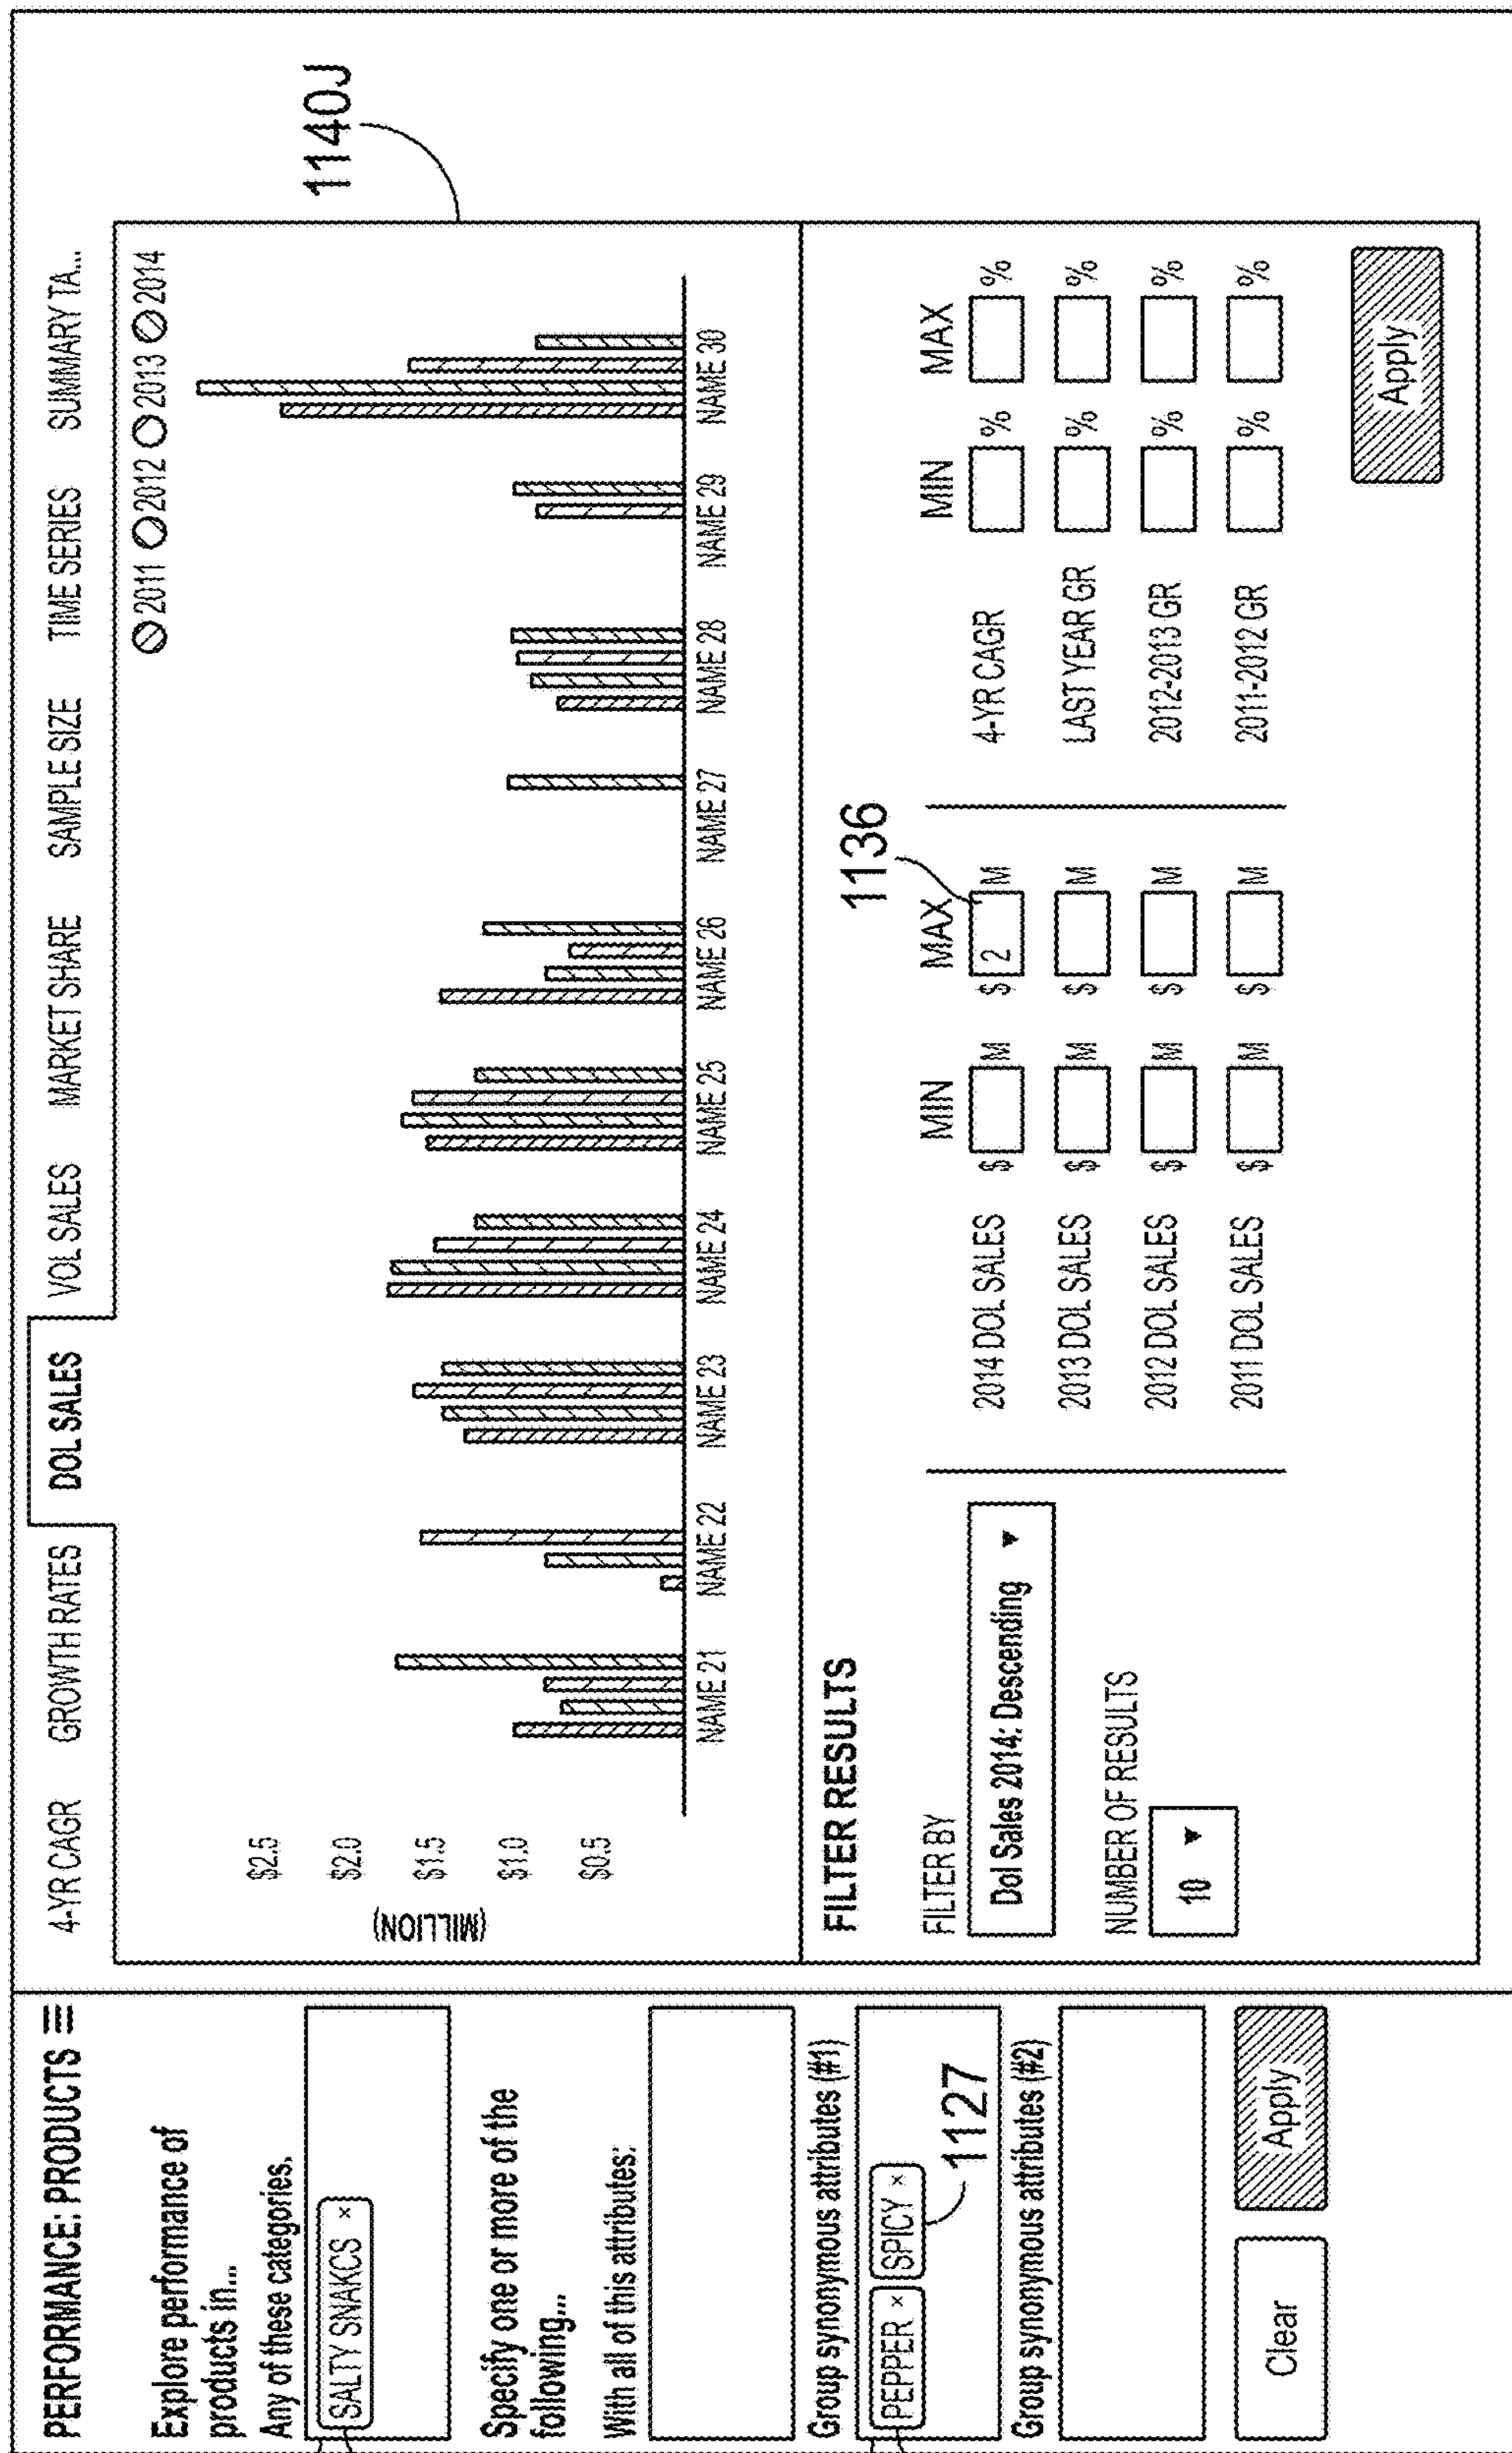 PERFORMANCE: PRODUCTS
Explore performance of
products in...
Any of these categories.
SALTY SNAKCS ×
Specify one or more of the
following...
With all of this attributes:
Group synonymous attributes (#1)
PEPPER × SPICY ×
1127
Group synonymous attributes (#2)
Clear Apply
4-YR CAGR GROWTH RATES DOL SALES VOL SALES MARKET SHARE SAMPLE SIZE TIME SERIES SUMMARY TA...
2011 2012 2013 2014
1140J
(MILLION)
$2.5
$2.0
$1.5
$1.0
$0.5
NAME 21 NAME 22 NAME 23 NAME 24 NAME 25 NAME 26 NAME 27 NAME 28 NAME 29 NAME 30
FILTER RESULTS
1136
FILTER BY
Dol Sales 2014: Descending ▼
NUMBER OF RESULTS
10 ▼
MIN MAX
2014 DOL SALES $ M $ 2 M
2013 DOL SALES $ M $ M
2012 DOL SALES $ M $ M
2011 DOL SALES $ M $ M
MIN MAX
4-YR CAGR % %
LAST YEAR GR % %
2012-2013 GR % %
2011-2012 GR % %
Apply